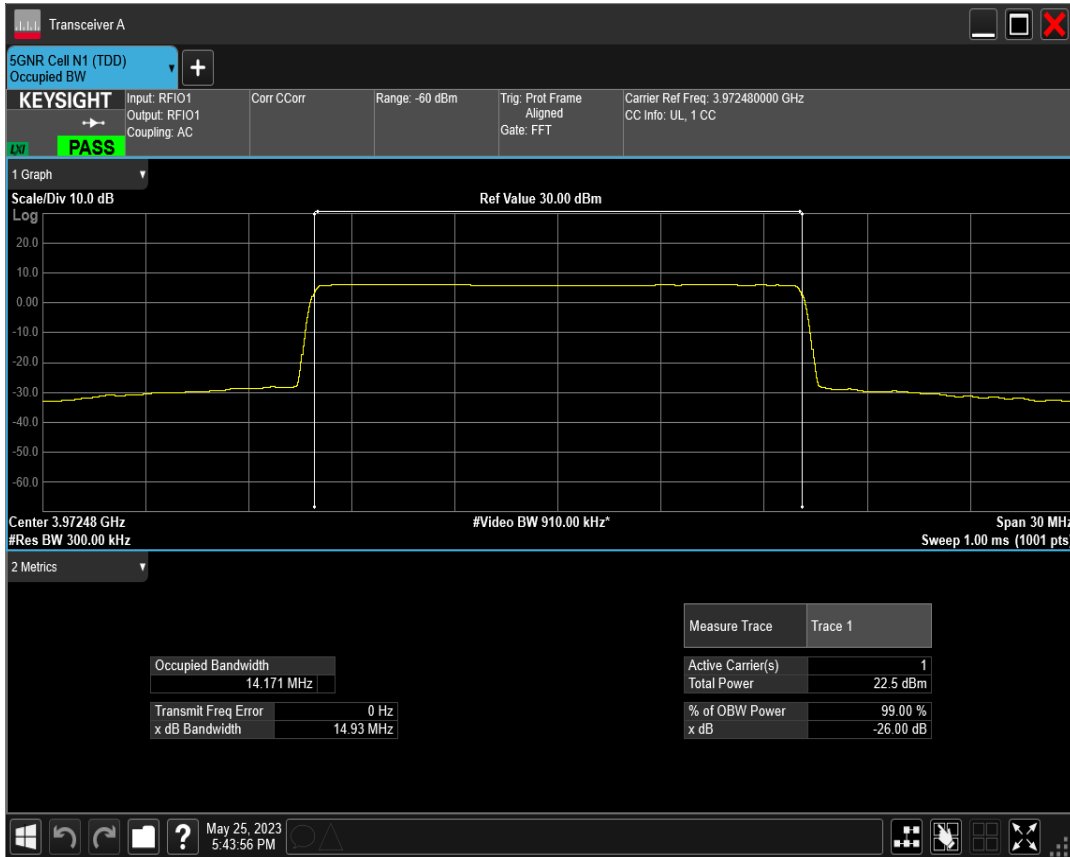 Transceiver A
5GNR Cell N1 (TDD)
Occupied BW
+
KEYSIGHT
LXI
PASS
Input: RFIO1
Output: RFIO1
Coupling: AC
Corr CCorr
Range: -60 dBm
Trig: Prot Frame
Aligned
Gate: FFT
Carrier Ref Freq: 3.972480000 GHz
CC Info: UL, 1 CC
1 Graph
Scale/Div 10.0 dB
Ref Value 30.00 dBm
Log
20.0
10.0
0.00
-10.0
-20.0
-30.0
-40.0
-50.0
-60.0
Center 3.97248 GHz
#Video BW 910.00 kHz*
Span 30 MHz
#Res BW 300.00 kHz
Sweep 1.00 ms (1001 pts)
2 Metrics
Measure Trace Trace 1
Occupied Bandwidth
14.171 MHz
Active Carrier(s) 1
Total Power 22.5 dBm
Transmit Freq Error 0 Hz
x dB Bandwidth 14.93 MHz
% of OBW Power 99.00 %
x dB -26.00 dB
?
May 25, 2023
5:43:56 PM